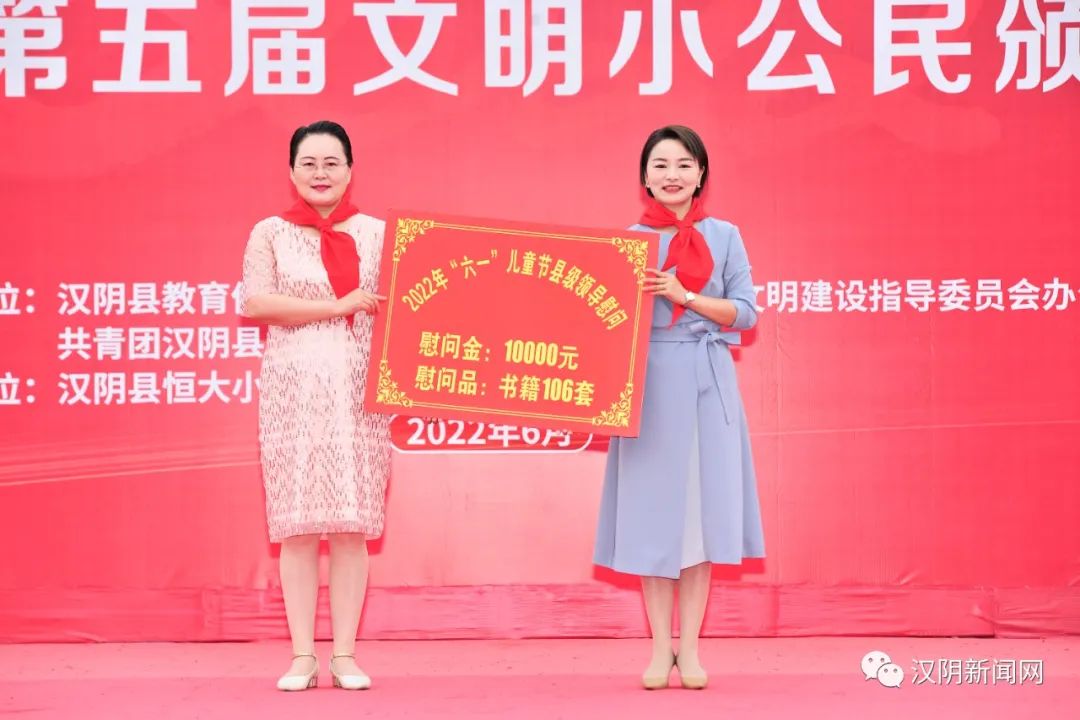 第五届文明小公民颁
位：汉阴县教育 文明建设指导委员会办
共青团汉阴县
位：汉阴县恒大小
2022年“六一”儿童节县级领导慰问
慰问金：10000元
慰问品：书籍106套
2022年6月
汉阴新闻网